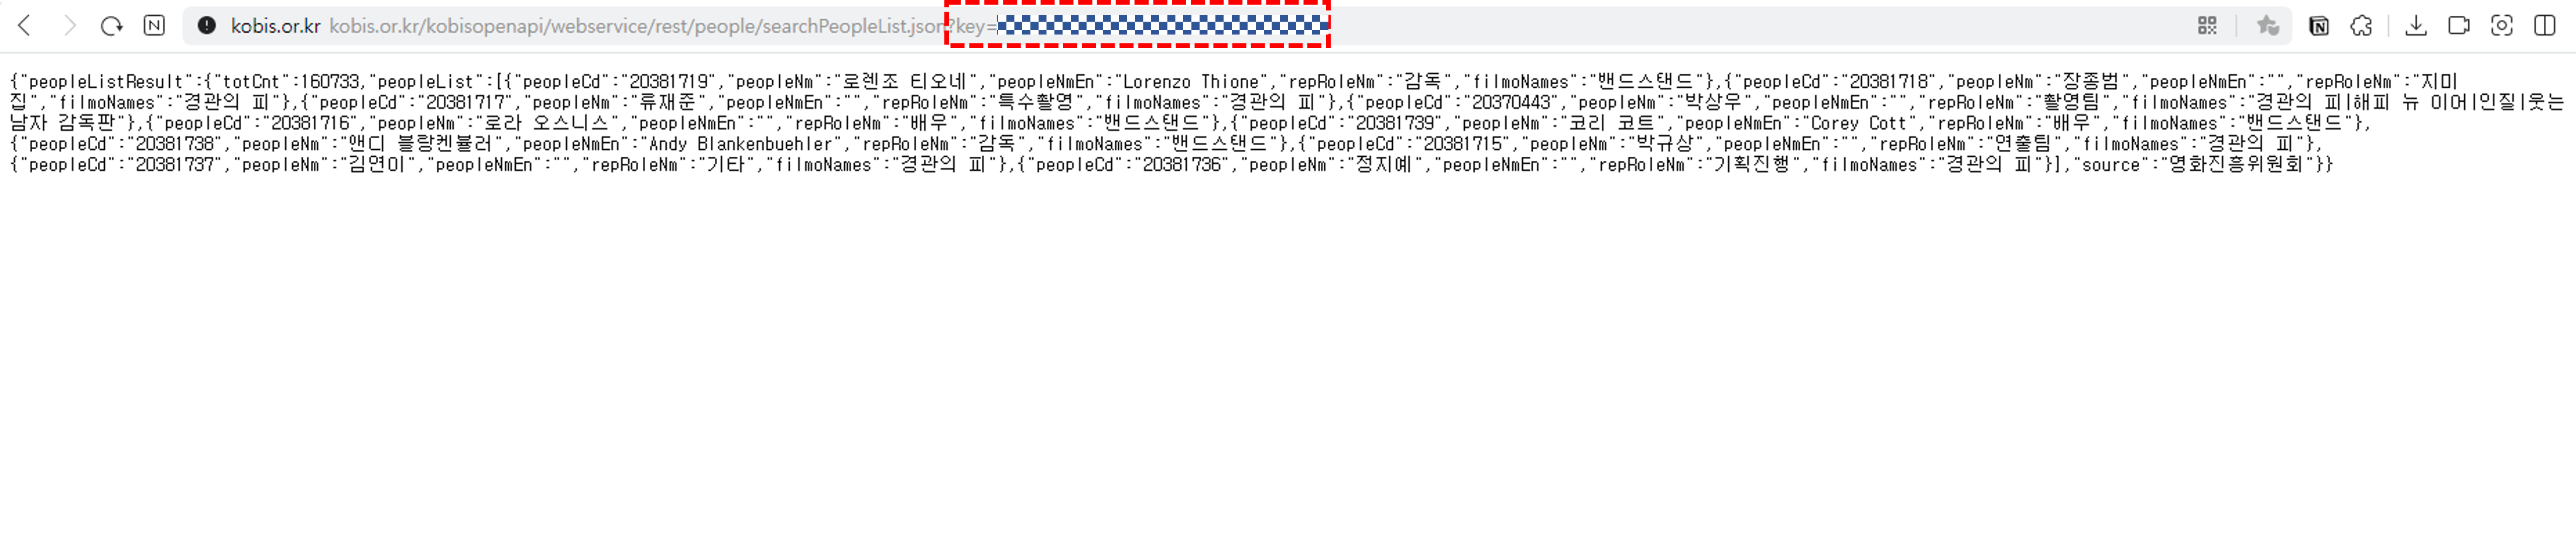 kobis.or.kr kobis.or.kr/kobisopenapi/webservice/rest/people/searchPeopleList.json?key=
{"peopleListResult":{"totCnt":160733,"peopleList":[{"peopleCd":"20381719","peopleNm":"로렌조 티오네","peopleNmEn":"Lorenzo Thione","repRoleNm":"감독","filmoNames":"밴드스탠드"},{"peopleCd":"20381718","peopleNm":"장종범","peopleNmEn":"","repRoleNm":"지미
집","filmoNames":"경관의 피"},{"peopleCd":"20381717","peopleNm":"류재준","peopleNmEn":"","repRoleNm":"특수촬영","filmoNames":"경관의 피"},{"peopleCd":"20370443","peopleNm":"박상우","peopleNmEn":"","repRoleNm":"촬영팀","filmoNames":"경관의 피|해피 뉴 이어|인질|웃는
남자 감독판"},{"peopleCd":"20381716","peopleNm":"로라 오스니스","peopleNmEn":"","repRoleNm":"배우","filmoNames":"밴드스탠드"},{"peopleCd":"20381739","peopleNm":"코리 코트","peopleNmEn":"Corey Cott","repRoleNm":"배우","filmoNames":"밴드스탠드"},
{"peopleCd":"20381738","peopleNm":"앤디 블랑켄뷸러","peopleNmEn":"Andy Blankenbuehler","repRoleNm":"감독","filmoNames":"밴드스탠드"},{"peopleCd":"20381715","peopleNm":"박규상","peopleNmEn":"","repRoleNm":"연출팀","filmoNames":"경관의 피"},
{"peopleCd":"20381737","peopleNm":"김연이","peopleNmEn":"","repRoleNm":"기타","filmoNames":"경관의 피"},{"peopleCd":"20381736","peopleNm":"정지예","peopleNmEn":"","repRoleNm":"기획진행","filmoNames":"경관의 피"}],"source":"영화진흥위원회"}}